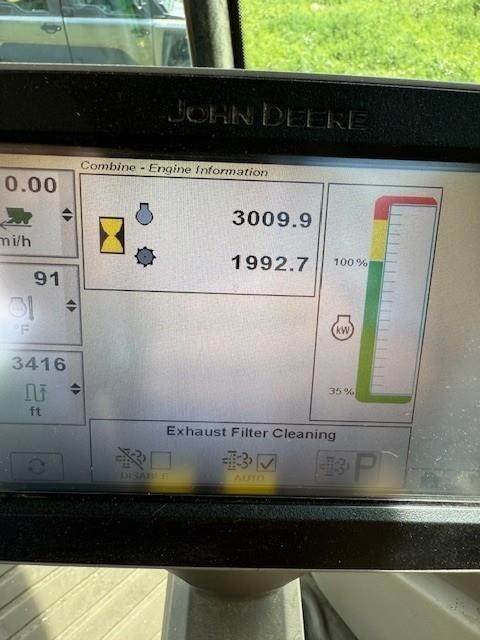 JOHN DEERE
Combine - Engine Information
0.00
mi/h
91
°F
3416
ft
3009.9
1992.7
100%
kW
35%
Exhaust Filter Cleaning
DISABLE
AUTO
P